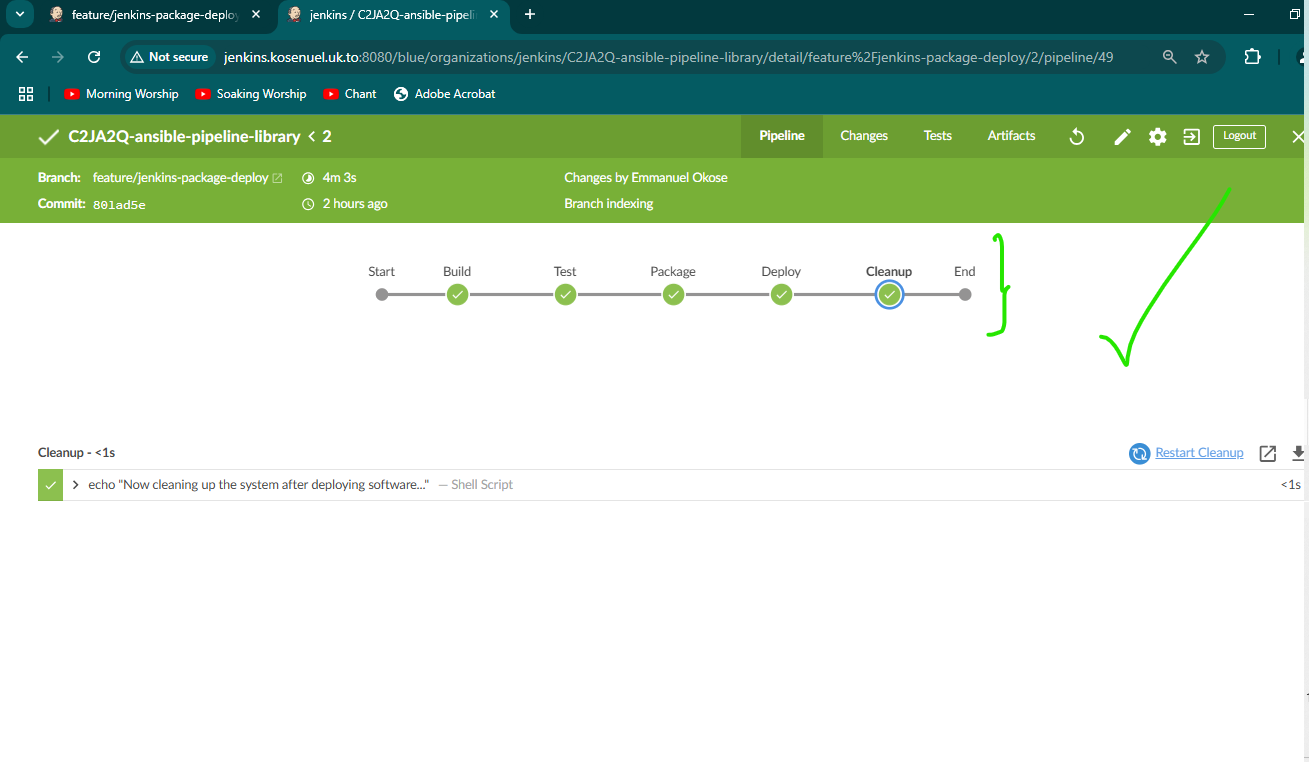 feature/jenkins-package-deploy
jenkins / C2JA2Q-ansible-pipeli
Not secure
jenkins.kosenuel.uk.to:8080/blue/organizations/jenkins/C2JA2Q-ansible-pipeline-library/detail/feature%2Fjenkins-package-deploy/2/pipeline/49
Morning Worship
Soaking Worship
Chant
Adobe Acrobat
C2JA2Q-ansible-pipeline-library < 2
Pipeline
Changes
Tests
Artifacts
Logout
Branch: feature/jenkins-package-deploy
4m 3s
Changes by Emmanuel Okose
Commit: 801ad5e
2 hours ago
Branch indexing
Start
Build
Test
Package
Deploy
Cleanup
End
Cleanup - <1s
Restart Cleanup
echo "Now cleaning up the system after deploying software..." — Shell Script
<1s